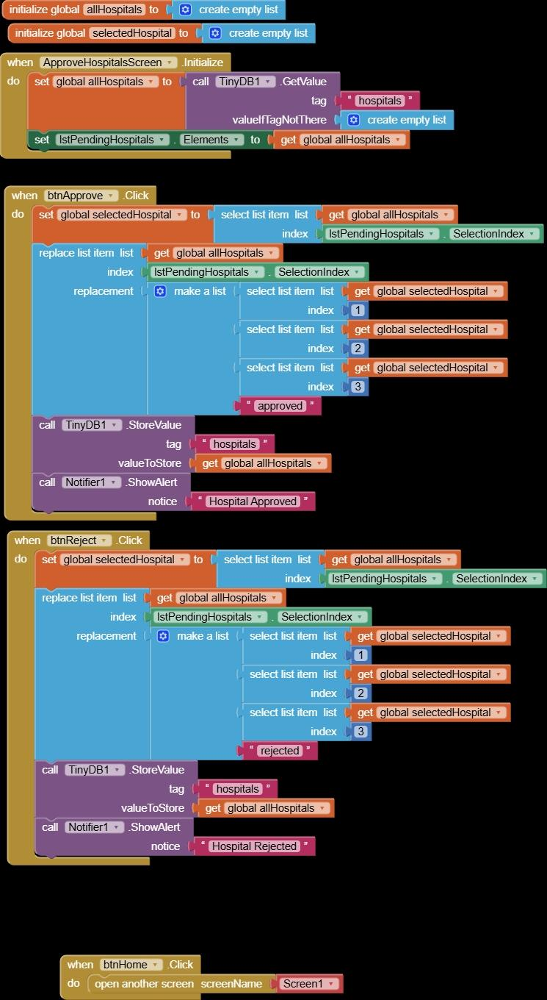 initialize global allHospitals to create empty list
initialize global selectedHospital to create empty list
when ApproveHospitalsScreen .Initialize
do set global allHospitals to call TinyDB1 .GetValue
tag " hospitals "
valueIfTagNotThere create empty list
set lstPendingHospitals . Elements to get global allHospitals
when btnApprove .Click
do set global selectedHospital to select list item list get global allHospitals
index lstPendingHospitals . SelectionIndex
replace list item list get global allHospitals
index lstPendingHospitals . SelectionIndex
replacement make a list select list item list get global selectedHospital
index 1
select list item list get global selectedHospital
index 2
select list item list get global selectedHospital
index 3
" approved "
call TinyDB1 .StoreValue
tag " hospitals "
valueToStore get global allHospitals
call Notifier1 .ShowAlert
notice " Hospital Approved "
when btnReject .Click
do set global selectedHospital to select list item list get global allHospitals
index lstPendingHospitals . SelectionIndex
replace list item list get global allHospitals
index lstPendingHospitals . SelectionIndex
replacement make a list select list item list get global selectedHospital
index 1
select list item list get global selectedHospital
index 2
select list item list get global selectedHospital
index 3
" rejected "
call TinyDB1 .StoreValue
tag " hospitals "
valueToStore get global allHospitals
call Notifier1 .ShowAlert
notice " Hospital Rejected "
when btnHome .Click
do open another screen screenName Screen1